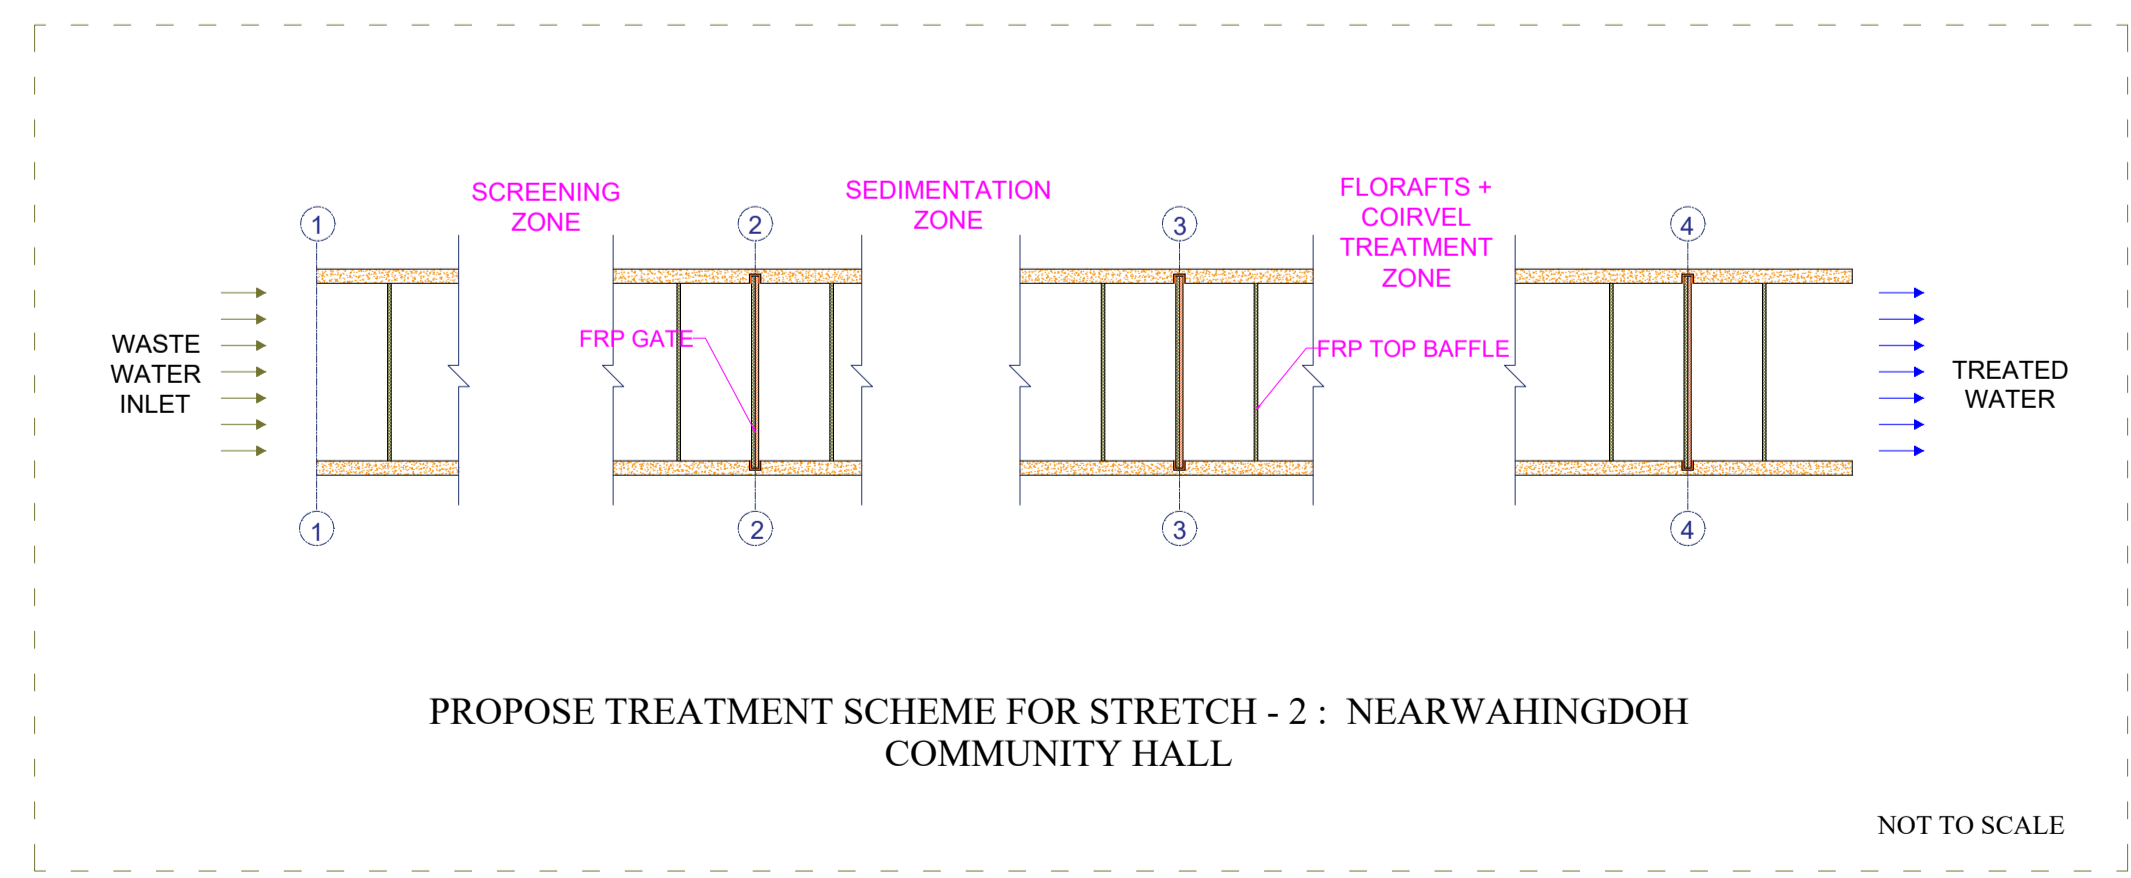 SCREENING
ZONE
SEDIMENTATION
ZONE
FLORAFTS +
COIRVEL
TREATMENT
ZONE
1
2
3
4
WASTE
WATER
INLET
FRP GATE
FRP TOP BAFFLE
TREATED
WATER
1
2
3
4
PROPOSE TREATMENT SCHEME FOR STRETCH - 2 : NEARWAHINGDOH
COMMUNITY HALL
NOT TO SCALE